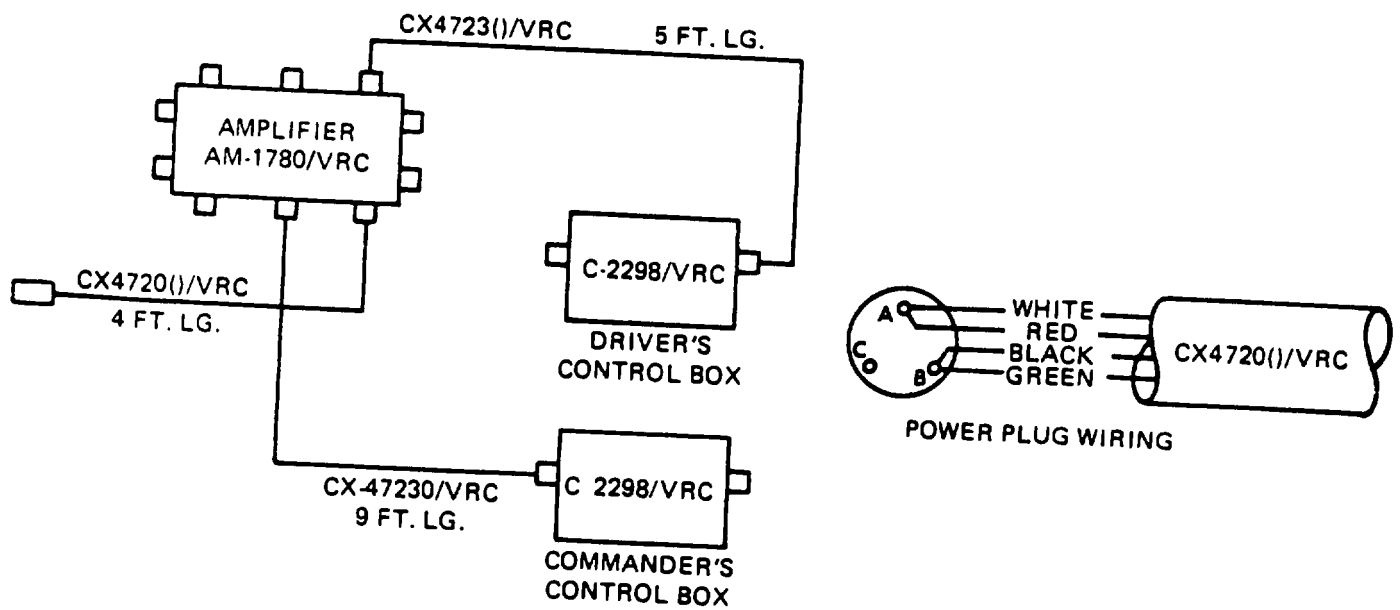 CX4723()/VRC
5 FT. LG.
AMPLIFIER
AM-1780/VRC
CX4720()/VRC
4 FT. LG.
C-2298/VRC
DRIVER'S
CONTROL BOX
CX-47230/VRC
9 FT. LG.
C 2298/VRC
COMMANDER'S
CONTROL BOX
A
C
B
WHITE
RED
BLACK
GREEN
CX4720()/VRC
POWER PLUG WIRING